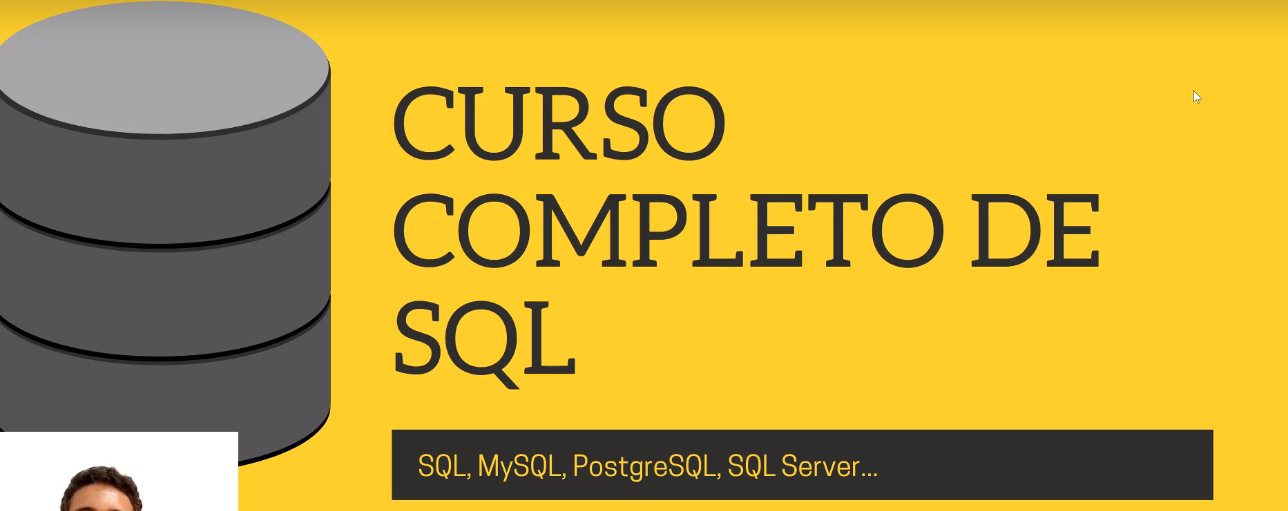 CURSO
COMPLETO DE
SQL
SQL, MySQL, PostgreSQL, SQL Server...